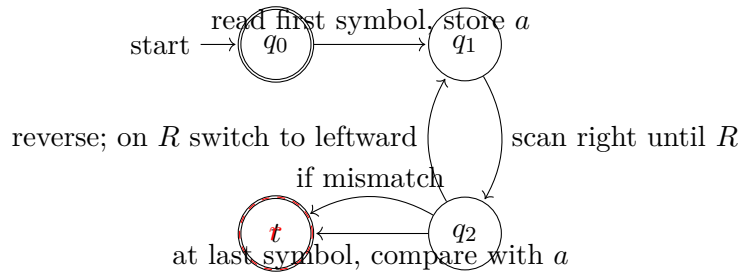 read first symbol, store a
start q0 q1
reverse; on R switch to leftward
scan right until R
if mismatch
q2
at last symbol, compare with a